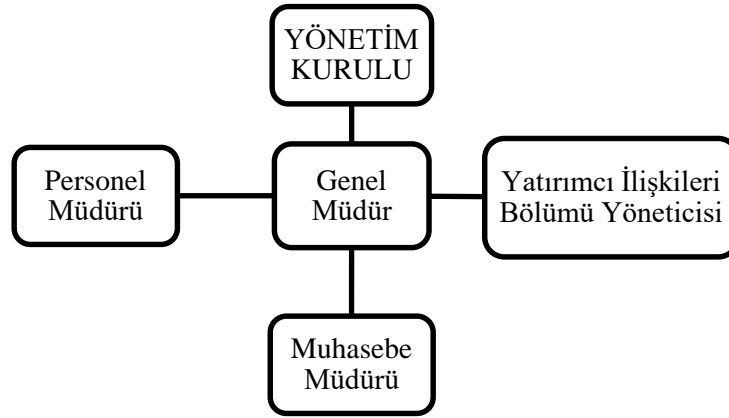 YÖNETİM
KURULU
Personel
Müdürü
Genel
Müdür
Yatırımcı İlişkileri
Bölümü Yöneticisi
Muhasebe
Müdürü